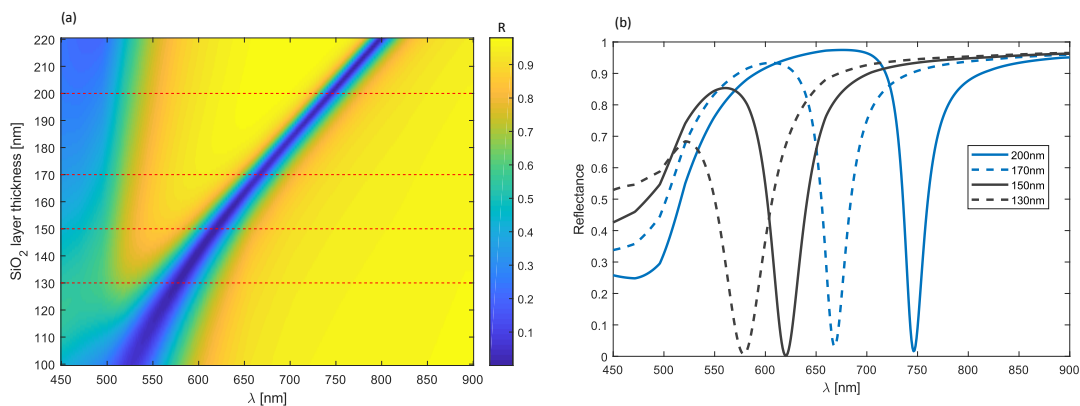 (a)
R
220
210
200
190
180
170
160
150
140
130
120
110
100
SiO2 layer thickness [nm]
450 500 550 600 650 700 750 800 850 900
λ [nm]
0.9
0.8
0.7
0.6
0.5
0.4
0.3
0.2
0.1
(b)
1
0.9
0.8
0.7
0.6
0.5
0.4
0.3
0.2
0.1
0
Reflectance
200nm
170nm
150nm
130nm
450 500 550 600 650 700 750 800 850 900
λ [nm]